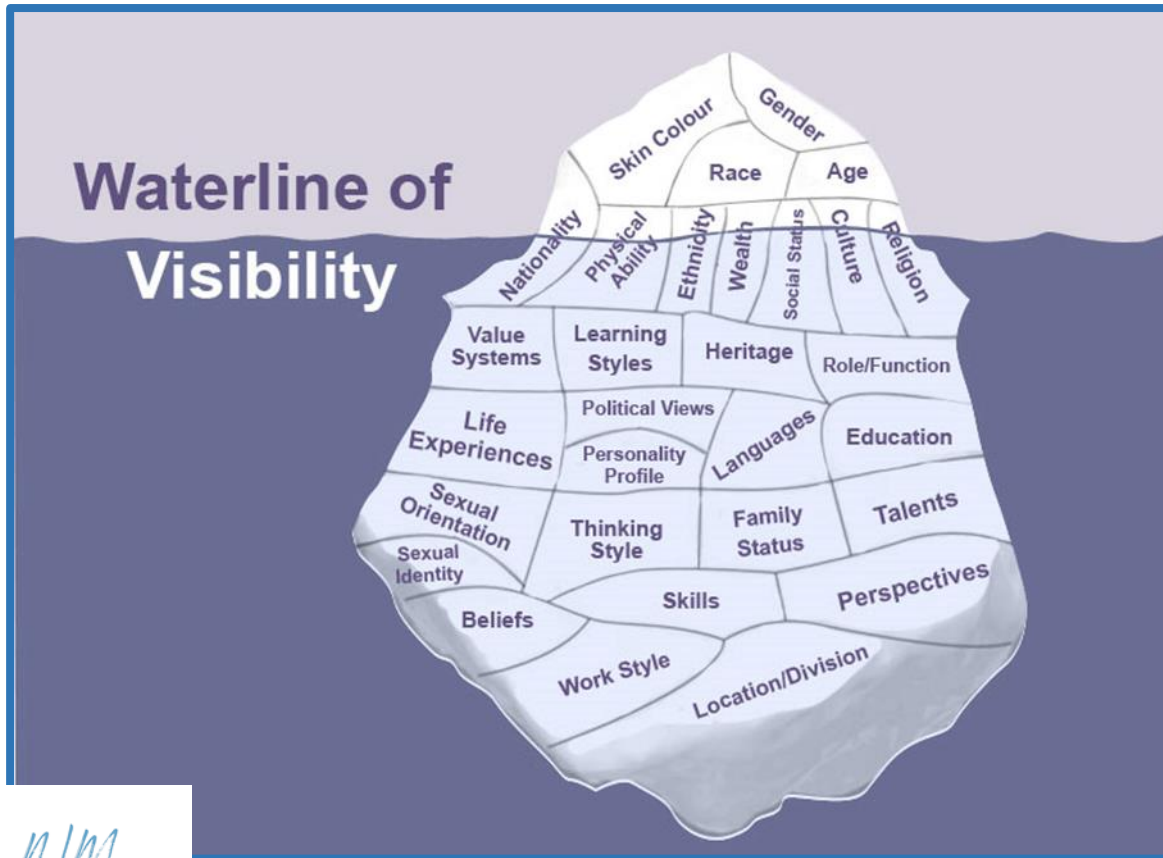 Waterline of
Visibility
Skin Colour
Gender
Race
Age
Nationality
Physical
Ability
Ethnicity
Wealth
Social Status
Culture
Religion
Value
Systems
Learning
Styles
Heritage
Role/Function
Life
Experiences
Political Views
Personality
Profile
Languages
Education
Sexual
Orientation
Sexual
Identity
Thinking
Style
Family
Status
Talents
Beliefs
Skills
Perspectives
Work Style
Location/Division